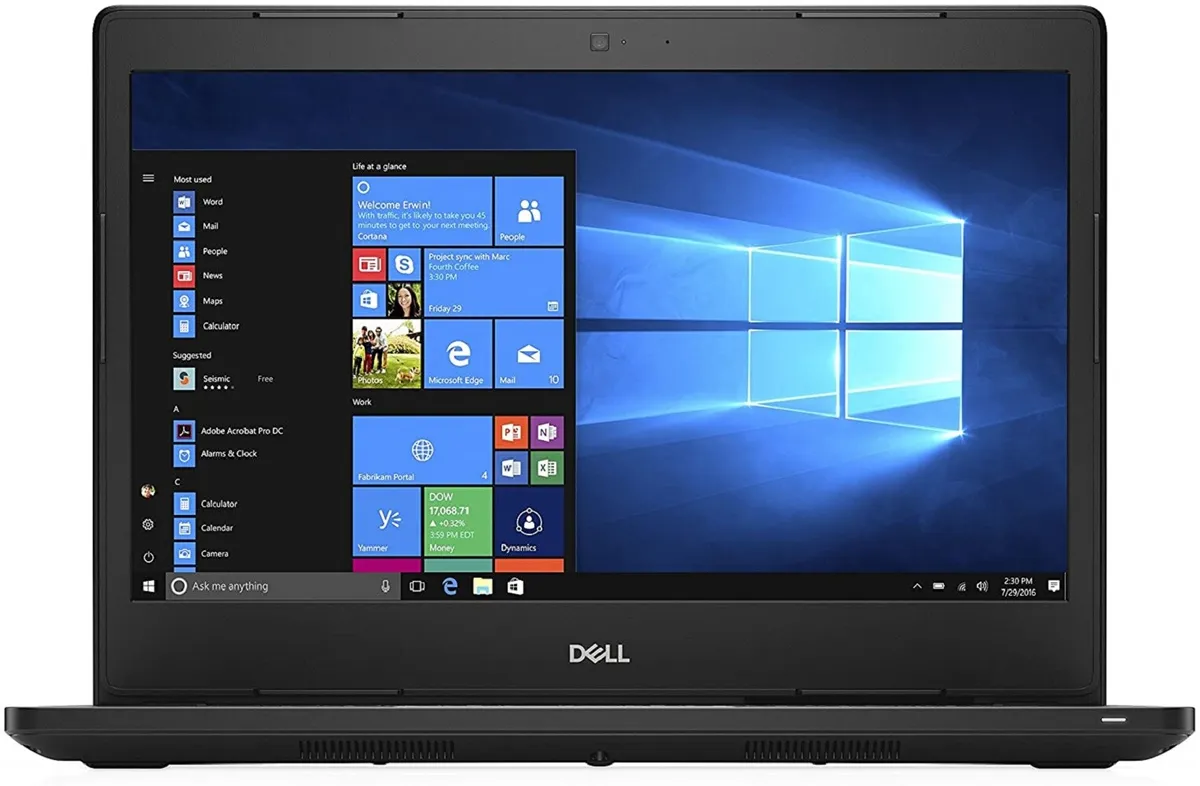 Most used
Word
Mail
People
News
Maps
Calculator
Suggested
Seismic Free
A
Adobe Acrobat Pro DC
Alarms & Clock
C
Calculator
Calendar
Camera
Life at a glance
Welcome Erwin!
With traffic, it's likely to take you 45
minutes to get to your next meeting.
Cortana
People
Project sync with Marc
Fourth Coffee
3:30 PM
Friday 29
Photos
Microsoft Edge
Mail 10
Work
Fabrikam Portal 4
Yammer
DOW
17,068.71
▲ +0.32%
3:59 PM EDT
Money
Dynamics
Ask me anything
2:30 PM
7/29/2016
DELL